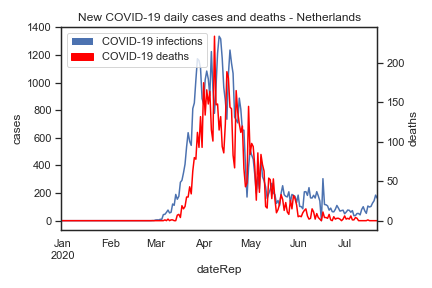 New COVID-19 daily cases and deaths - Netherlands
COVID-19 infections
COVID-19 deaths
1400
1200
1000
800
600
400
200
0
cases
200
150
100
50
0
deaths
Jan Feb Mar Apr May Jun Jul
2020
dateRep